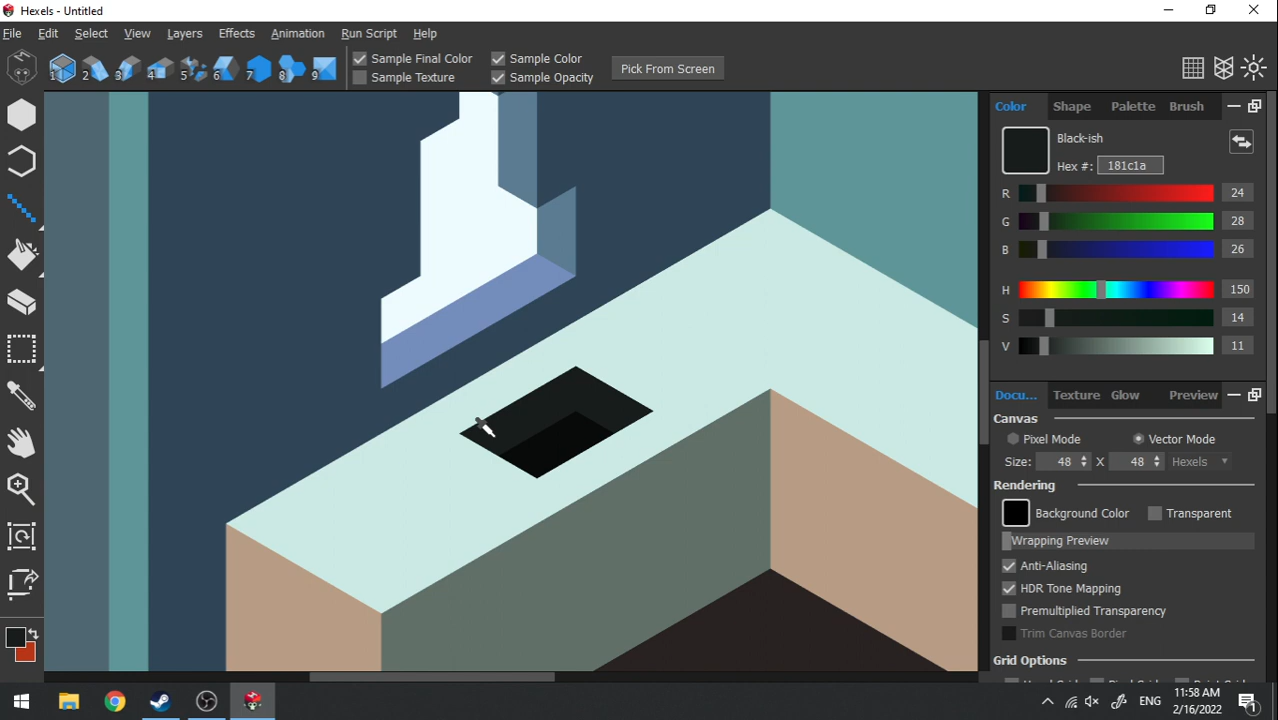 Hexels - Untitled
File Edit Select View Layers Effects Animation Run Script Help
1 2 3 4 5 6 7 8 9
Sample Final Color Sample Color
Sample Texture Sample Opacity
Pick From Screen
Color Shape Palette Brush
Black-ish
Hex #: 181c1a
R 24
G 28
B 26
H 150
S 14
V 11
Docu... Texture Glow Preview
Canvas
Pixel Mode Vector Mode
Size: 48 X 48 Hexels
Rendering
Background Color Transparent
Wrapping Preview
Anti-Aliasing
HDR Tone Mapping
Premultiplied Transparency
Trim Canvas Border
Grid Options
ENG
11:58 AM
2/16/2022
1